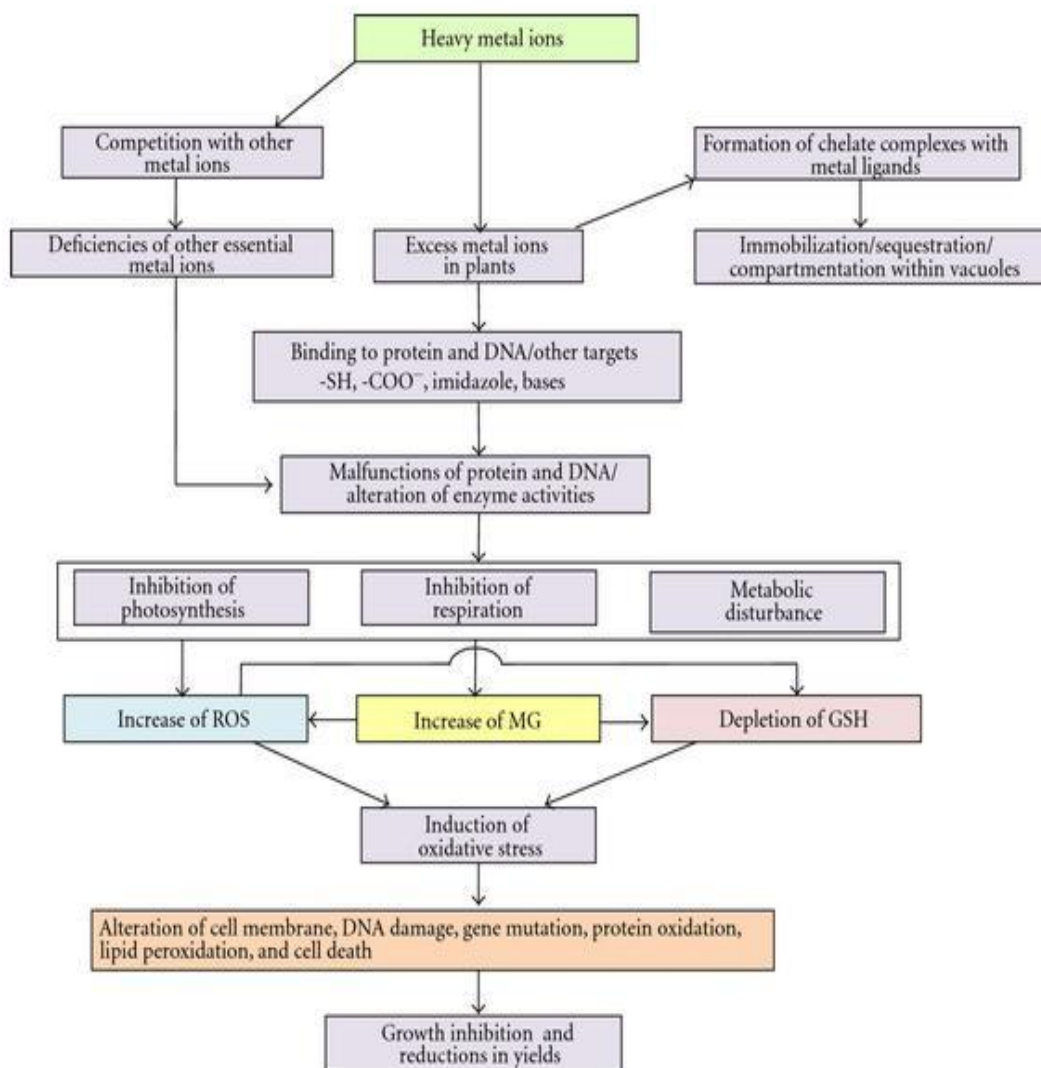 Heavy metal ions
Competition with other
metal ions
Formation of chelate complexes with
metal ligands
Deficiencies of other essential
metal ions
Excess metal ions
in plants
Immobilization/sequestration/
compartmentation within vacuoles
Binding to protein and DNA/other targets
-SH, -COO⁻, imidazole, bases
Malfunctions of protein and DNA/
alteration of enzyme activities
Inhibition of
photosynthesis
Inhibition of
respiration
Metabolic
disturbance
Increase of ROS
Increase of MG
Depletion of GSH
Induction of
oxidative stress
Alteration of cell membrane, DNA damage, gene mutation, protein oxidation,
lipid peroxidation, and cell death
Growth inhibition and
reductions in yields